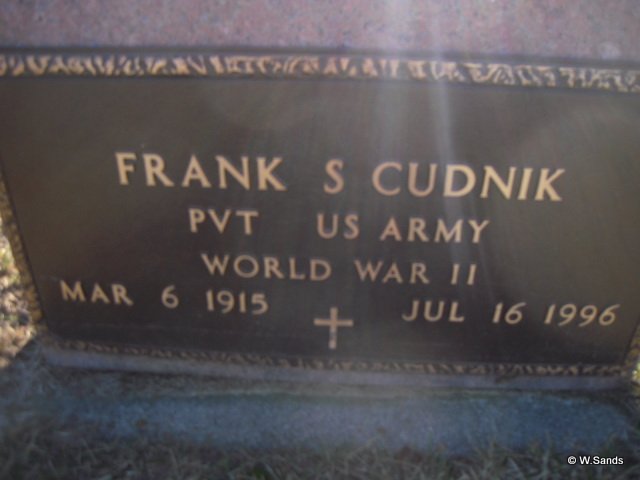 FRANK S CUDNIK
PVT US ARMY
WORLD WAR II
MAR 6 1915 JUL 16 1996
© W.Sands